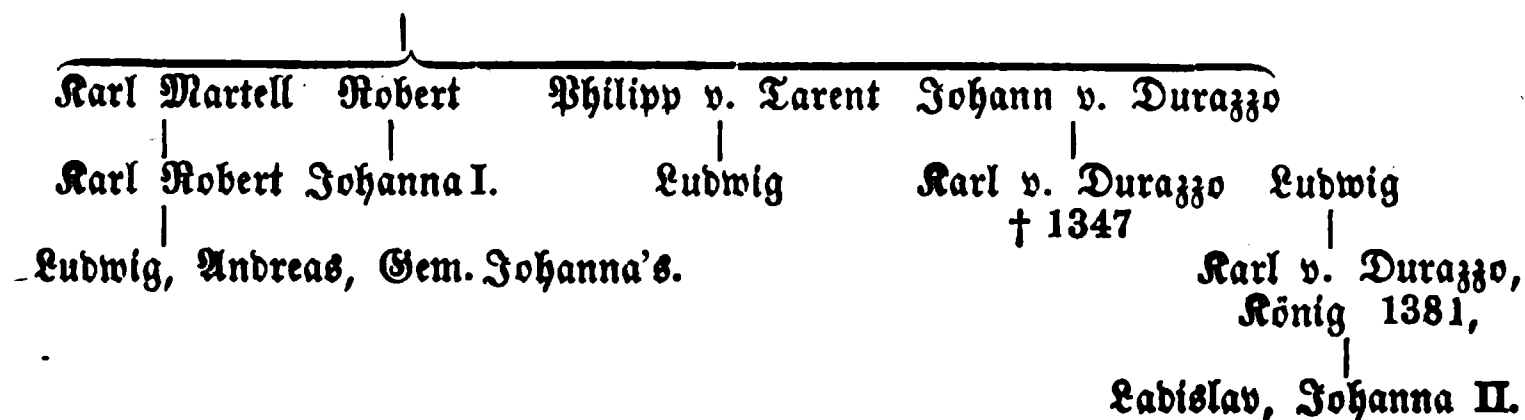 Karl Martell Robert Philipp v. Tarent Johann v. Durazzo
Karl Robert Johanna I. Ludwig Karl v. Durazzo Ludwig
† 1347
Ludwig, Andreas, Gem. Johanna's. Karl v. Durazzo,
König 1381,
Ladislav, Johanna II.